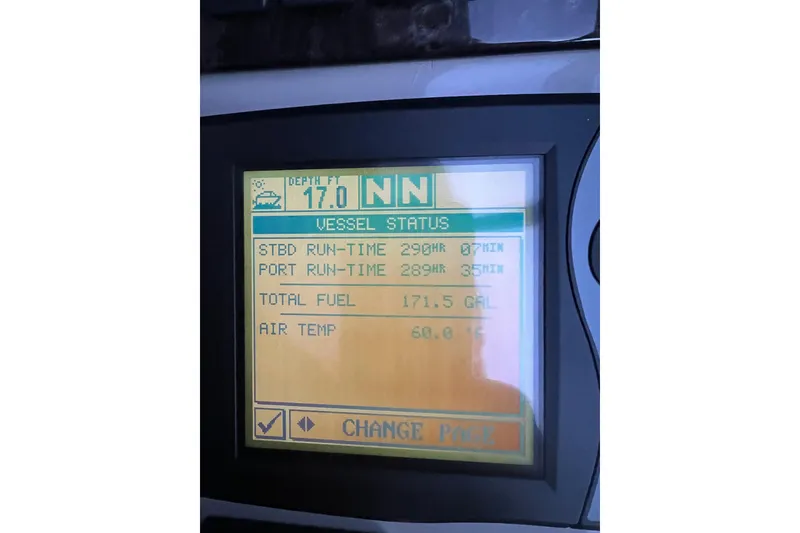 DEPTH FT
17.0 N N
VESSEL STATUS
STBD RUN-TIME 290HR 07MIN
PORT RUN-TIME 289HR 35MIN
TOTAL FUEL 171.5 GAL
AIR TEMP 60.0 °F
CHANGE PAGE